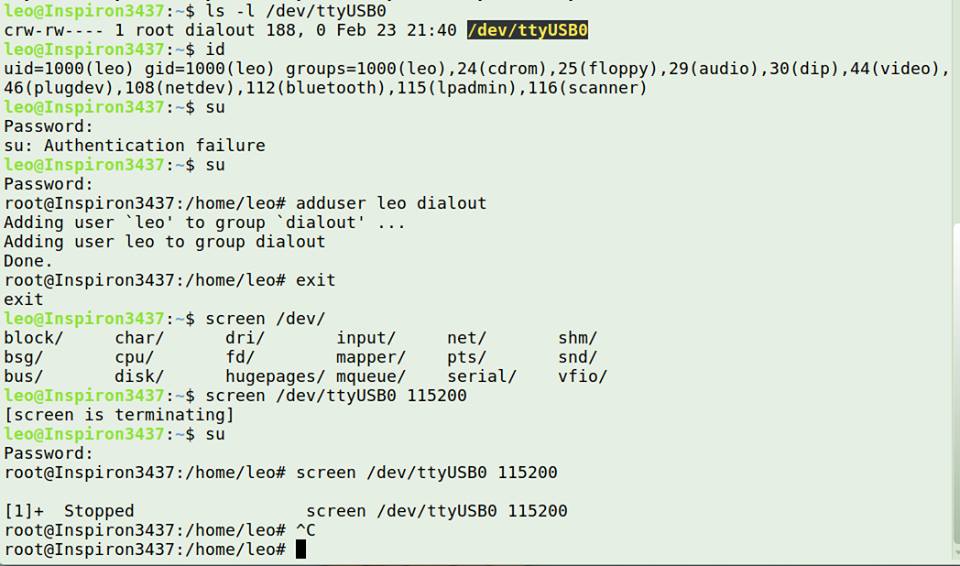 leo@Inspiron3437:~$ ls -l /dev/ttyUSB0
crw-rw---- 1 root dialout 188, 0 Feb 23 21:40 /dev/ttyUSB0
leo@Inspiron3437:~$ id
uid=1000(leo) gid=1000(leo) groups=1000(leo),24(cdrom),25(floppy),29(audio),30(dip),44(video),
46(plugdev),108(netdev),112(bluetooth),115(lpadmin),116(scanner)
leo@Inspiron3437:~$ su
Password:
su: Authentication failure
leo@Inspiron3437:~$ su
Password:
root@Inspiron3437:/home/leo# adduser leo dialout
Adding user `leo' to group `dialout' ...
Adding user leo to group dialout
Done.
root@Inspiron3437:/home/leo# exit
exit
leo@Inspiron3437:~$ screen /dev/
block/     char/      dri/       input/     net/       shm/
bsg/       cpu/       fd/        mapper/    pts/       snd/
bus/       disk/      hugepages/ mqueue/    serial/    vfio/
leo@Inspiron3437:~$ screen /dev/ttyUSB0 115200
[screen is terminating]
leo@Inspiron3437:~$ su
Password:
root@Inspiron3437:/home/leo# screen /dev/ttyUSB0 115200
[1]+  Stopped                 screen /dev/ttyUSB0 115200
root@Inspiron3437:/home/leo# ^C
root@Inspiron3437:/home/leo#